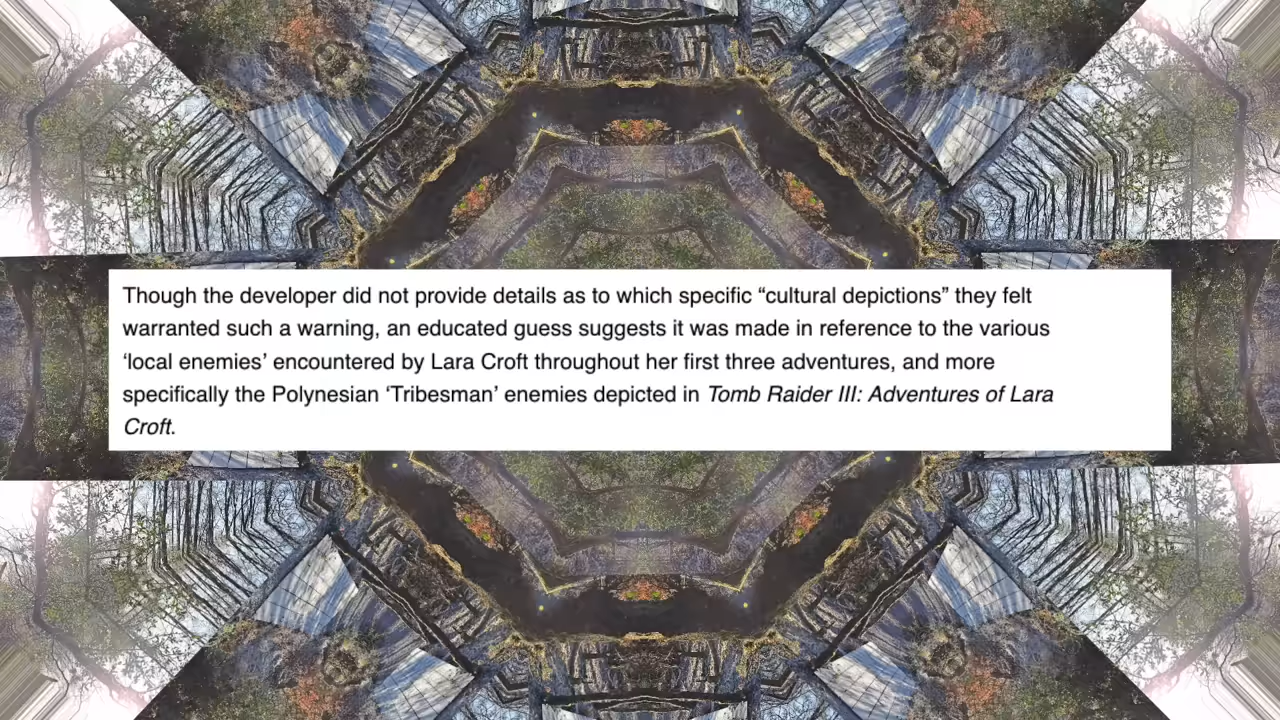 Though the developer did not provide details as to which specific “cultural depictions” they felt
warranted such a warning, an educated guess suggests it was made in reference to the various
‘local enemies’ encountered by Lara Croft throughout her first three adventures, and more
specifically the Polynesian ‘Tribesman’ enemies depicted in Tomb Raider III: Adventures of Lara
Croft.